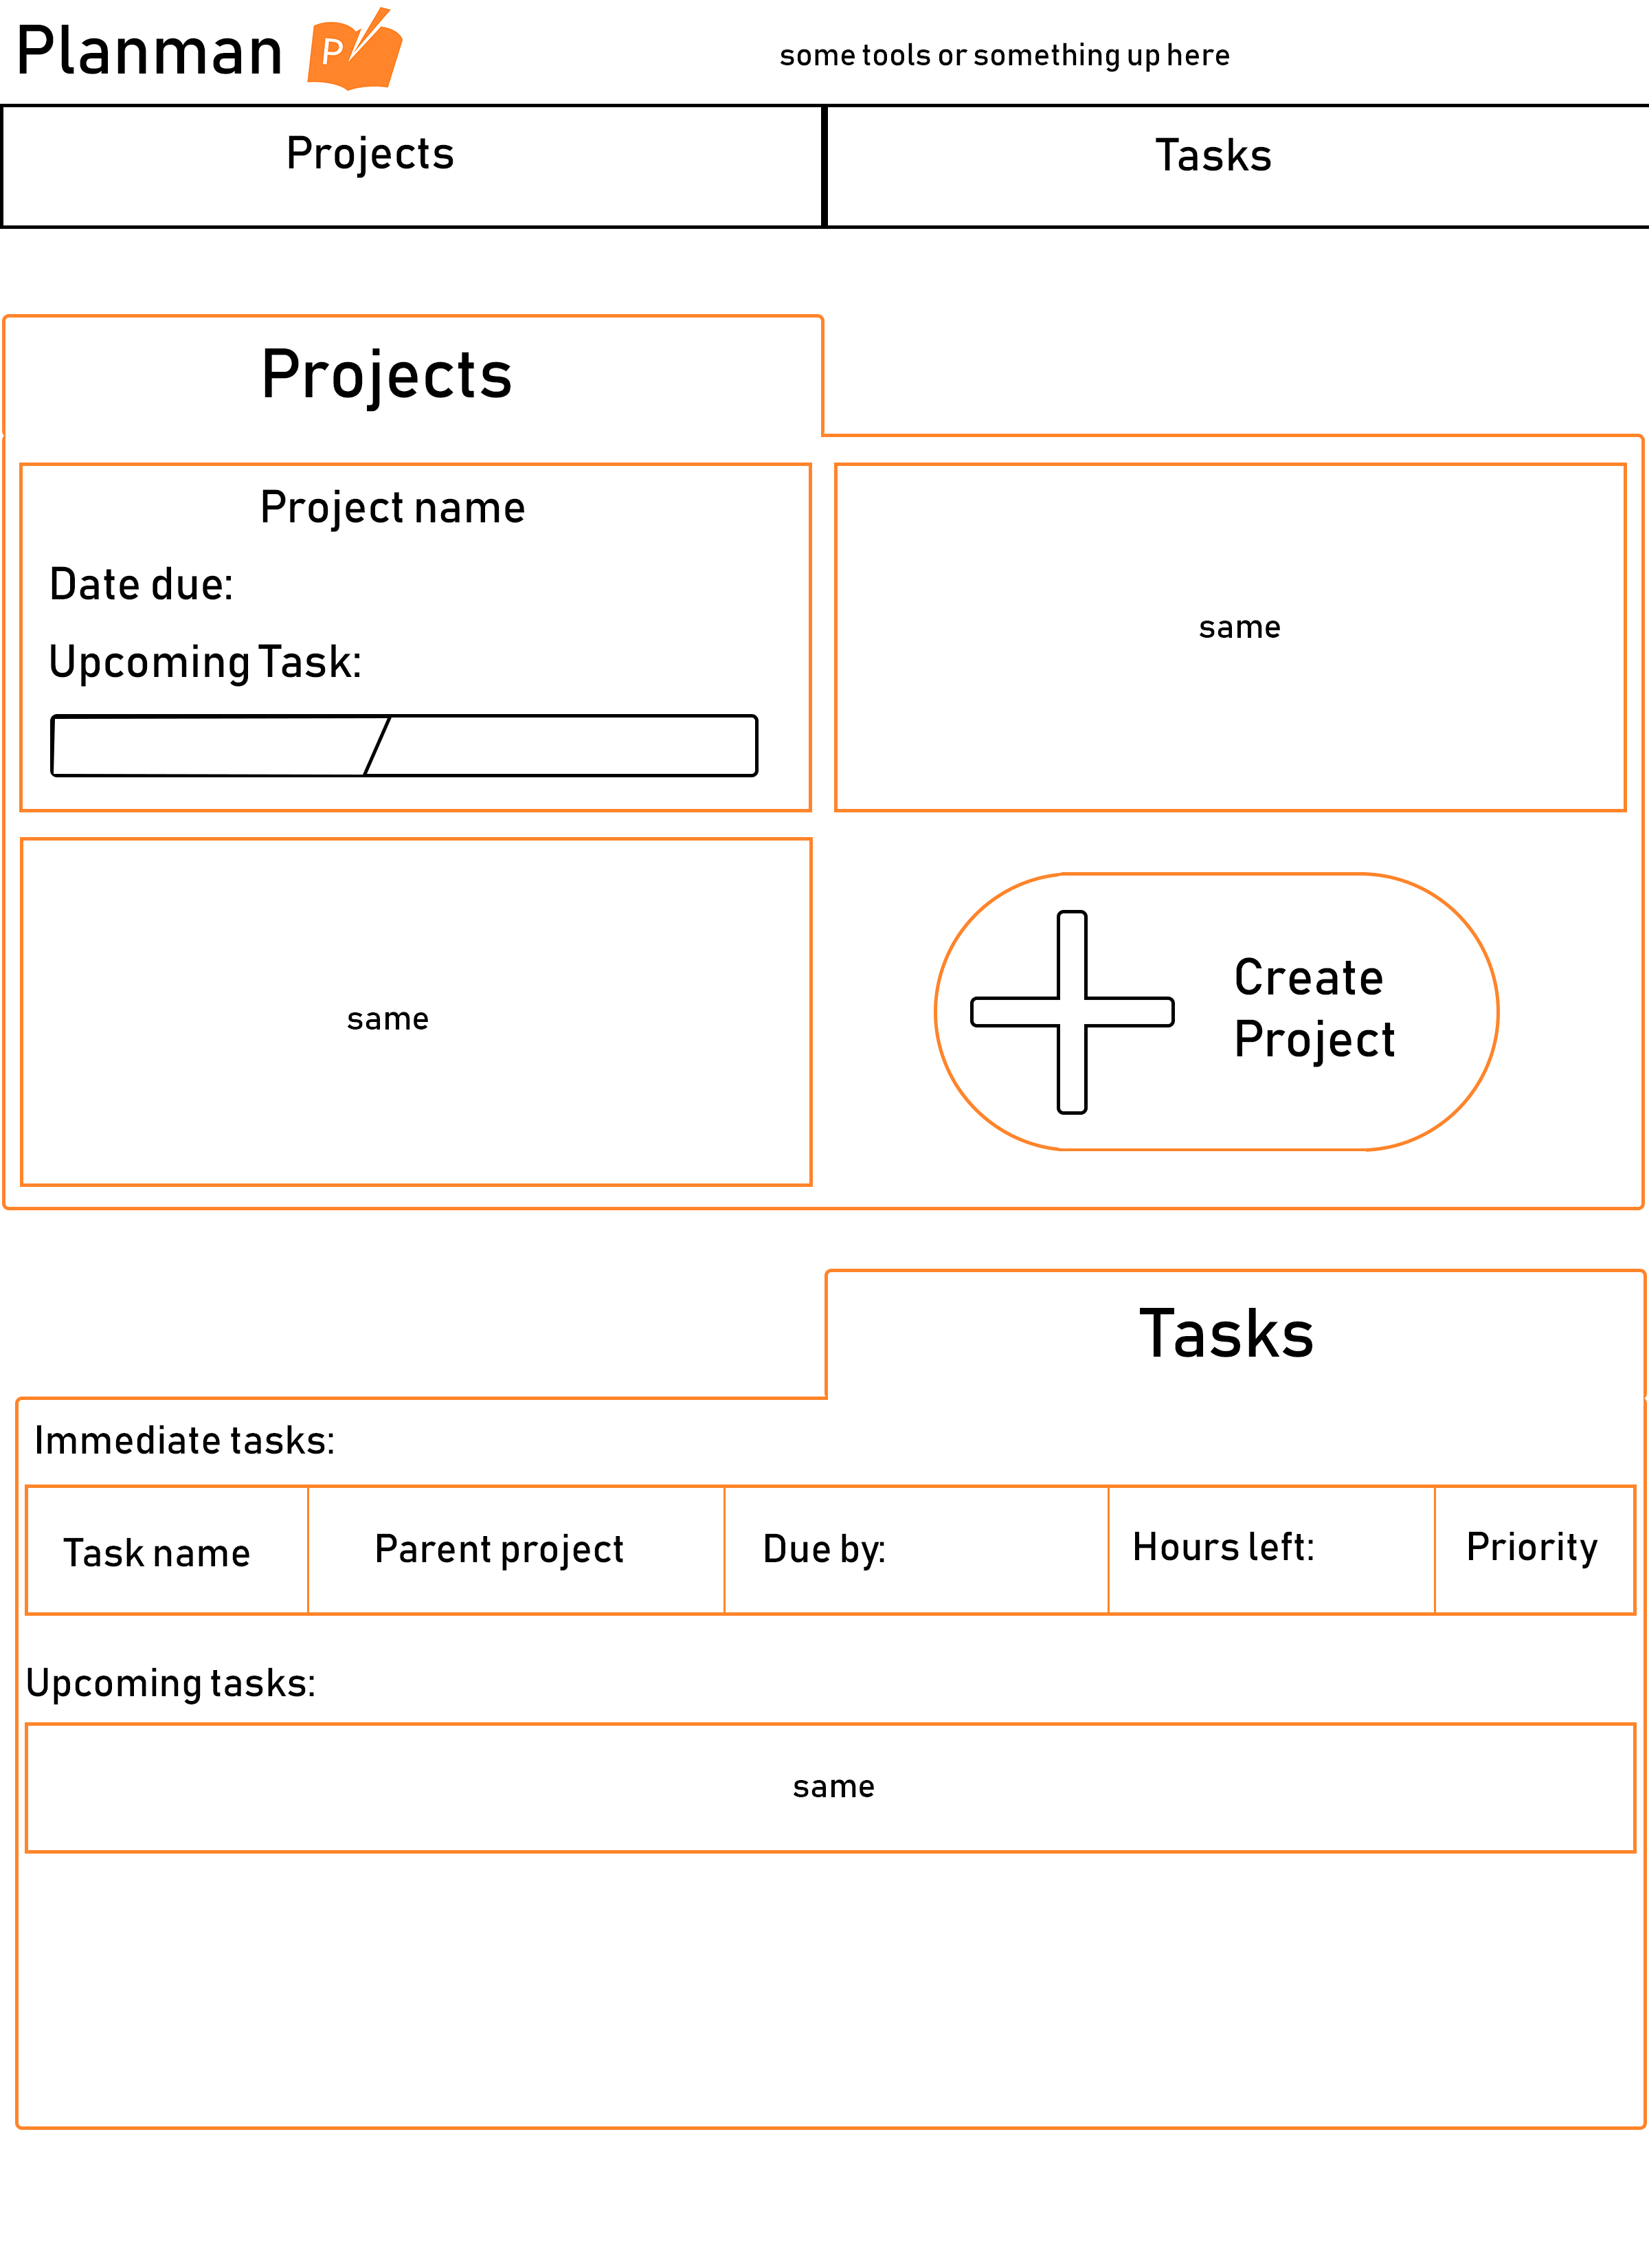 Planman
P
some tools or something up here
Projects
Tasks
Projects
Project name
Date due:
Upcoming Task:
same
same
Create
Project
Tasks
Immediate tasks:
Task name
Parent project
Due by:
Hours left:
Priority
Upcoming tasks:
same